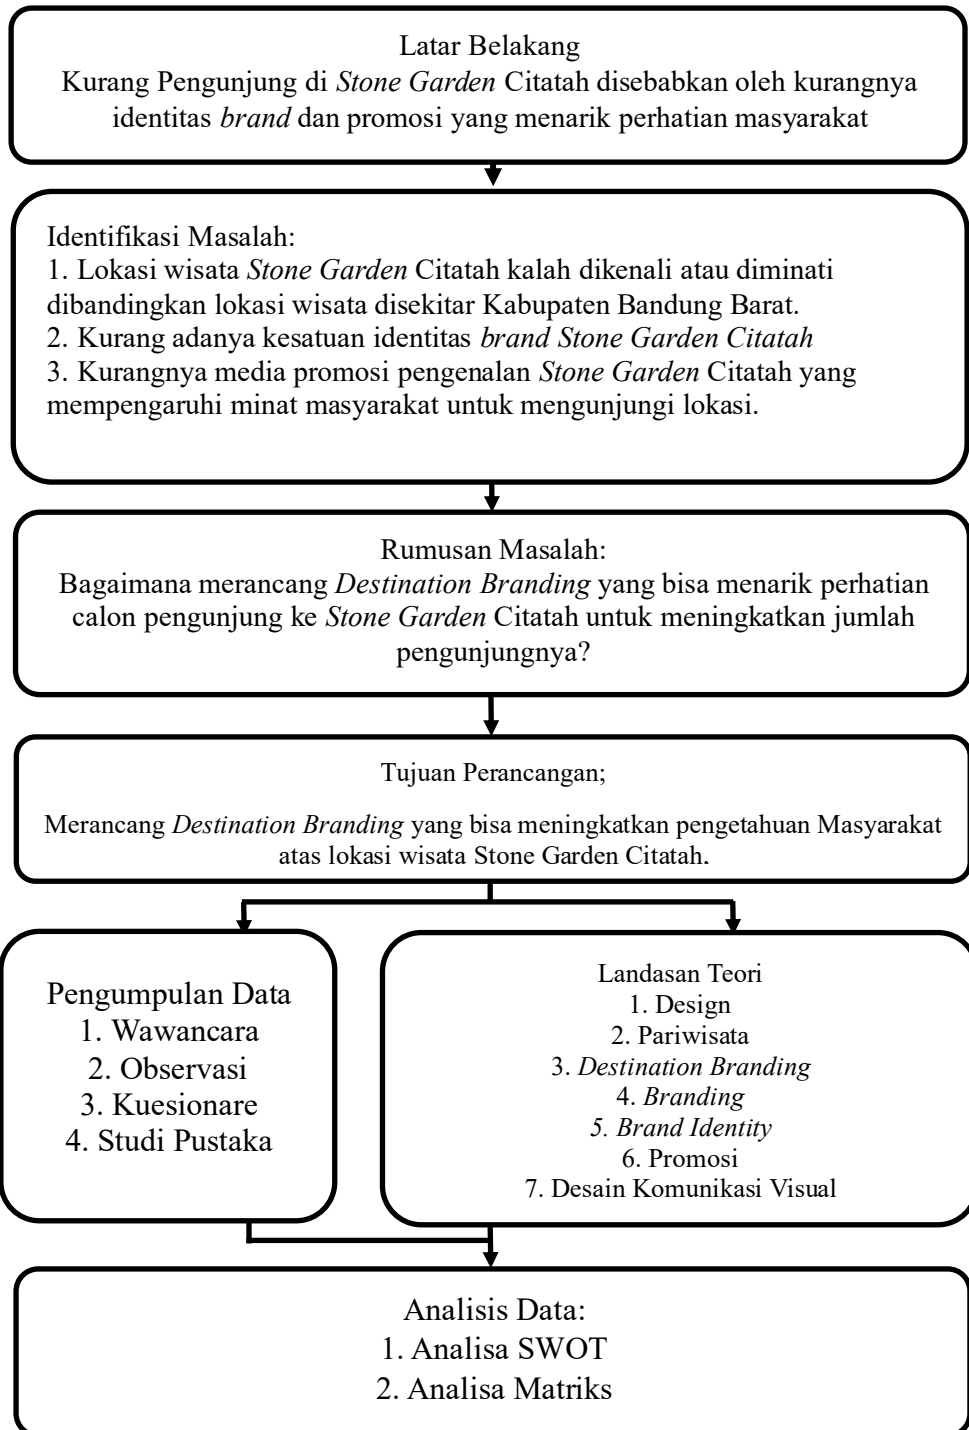 Latar Belakang
Kurang Pengunjung di Stone Garden Citatah disebabkan oleh kurangnya
identitas brand dan promosi yang menarik perhatian masyarakat
Identifikasi Masalah:
1. Lokasi wisata Stone Garden Citatah kalah dikenali atau diminati
dibandingkan lokasi wisata disekitar Kabupaten Bandung Barat.
2. Kurang adanya kesatuan identitas brand Stone Garden Citatah
3. Kurangnya media promosi pengenalan Stone Garden Citatah yang
mempengaruhi minat masyarakat untuk mengunjungi lokasi.
Rumusan Masalah:
Bagaimana merancang Destination Branding yang bisa menarik perhatian
calon pengunjung ke Stone Garden Citatah untuk meningkatkan jumlah
pengunjungnya?
Tujuan Perancangan;
Merancang Destination Branding yang bisa meningkatkan pengetahuan Masyarakat
atas lokasi wisata Stone Garden Citatah.
Pengumpulan Data
1. Wawancara
2. Observasi
3. Kuesionare
4. Studi Pustaka
Landasan Teori
1. Design
2. Pariwisata
3. Destination Branding
4. Branding
5. Brand Identity
6. Promosi
7. Desain Komunikasi Visual
Analisis Data:
1. Analisa SWOT
2. Analisa Matriks